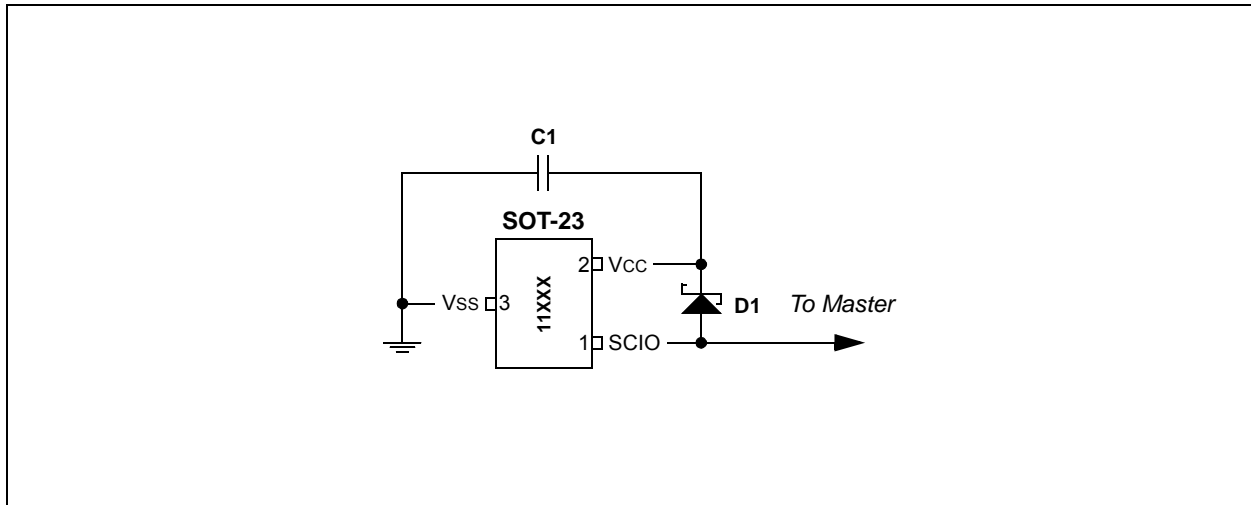 C1
SOT-23
2 VCC
VSS 3
11XXX
D1
To Master
1 SCIO